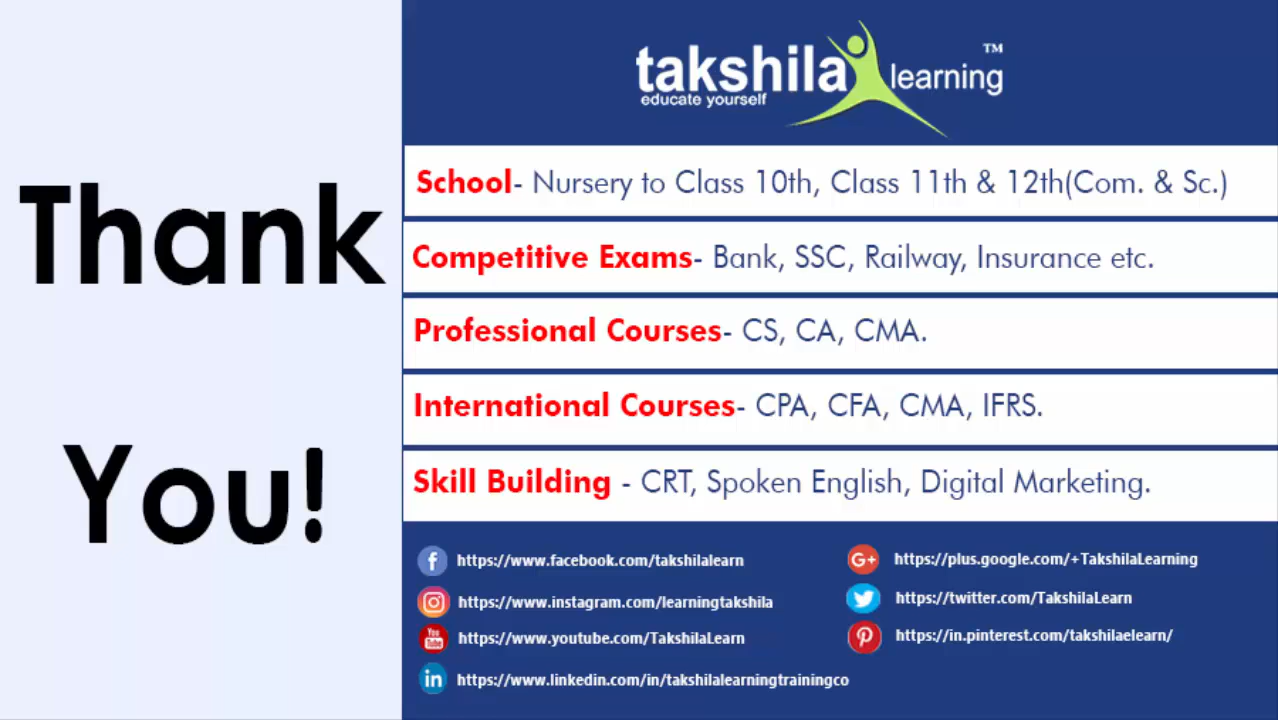 Thank
You!
takshila learning ™
educate yourself
School- Nursery to Class 10th, Class 11th & 12th(Com. & Sc.)
Competitive Exams- Bank, SSC, Railway, Insurance etc.
Professional Courses- CS, CA, CMA.
International Courses- CPA, CFA, CMA, IFRS.
Skill Building - CRT, Spoken English, Digital Marketing.
f https://www.facebook.com/takshilalearn
https://www.instagram.com/learningtakshila
You Tube https://www.youtube.com/TakshilaLearn
in https://www.linkedin.com/in/takshilalearningtrainingco
G+ https://plus.google.com/+TakshilaLearning
https://twitter.com/TakshilaLearn
https://in.pinterest.com/takshilaelearn/